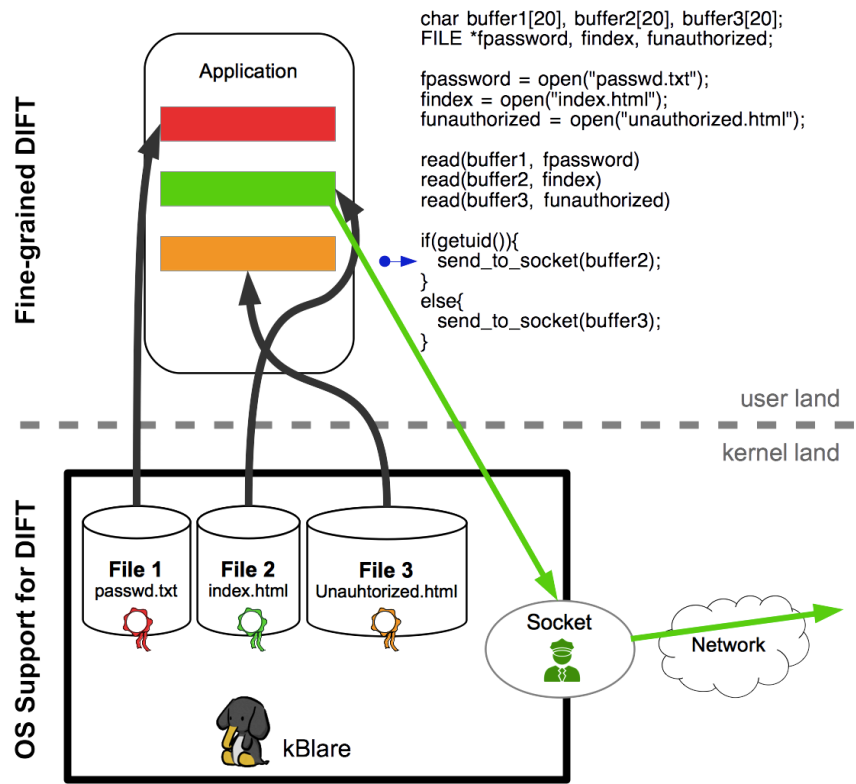 char buffer1[20], buffer2[20], buffer3[20];
FILE *fpassword, findex, funauthorized;
fpassword = open("passwd.txt");
findex = open("index.html");
funauthorized = open("unauthorized.html");
read(buffer1, fpassword)
read(buffer2, findex)
read(buffer3, funauthorized)
if(getuid()){
send_to_socket(buffer2);
}
else{
send_to_socket(buffer3);
}
Application
Fine-grained DIFT
user land
kernel land
OS Support for DIFT
File 1
passwd.txt
File 2
index.html
File 3
Unauhtorized.html
Socket
Network
kBlare